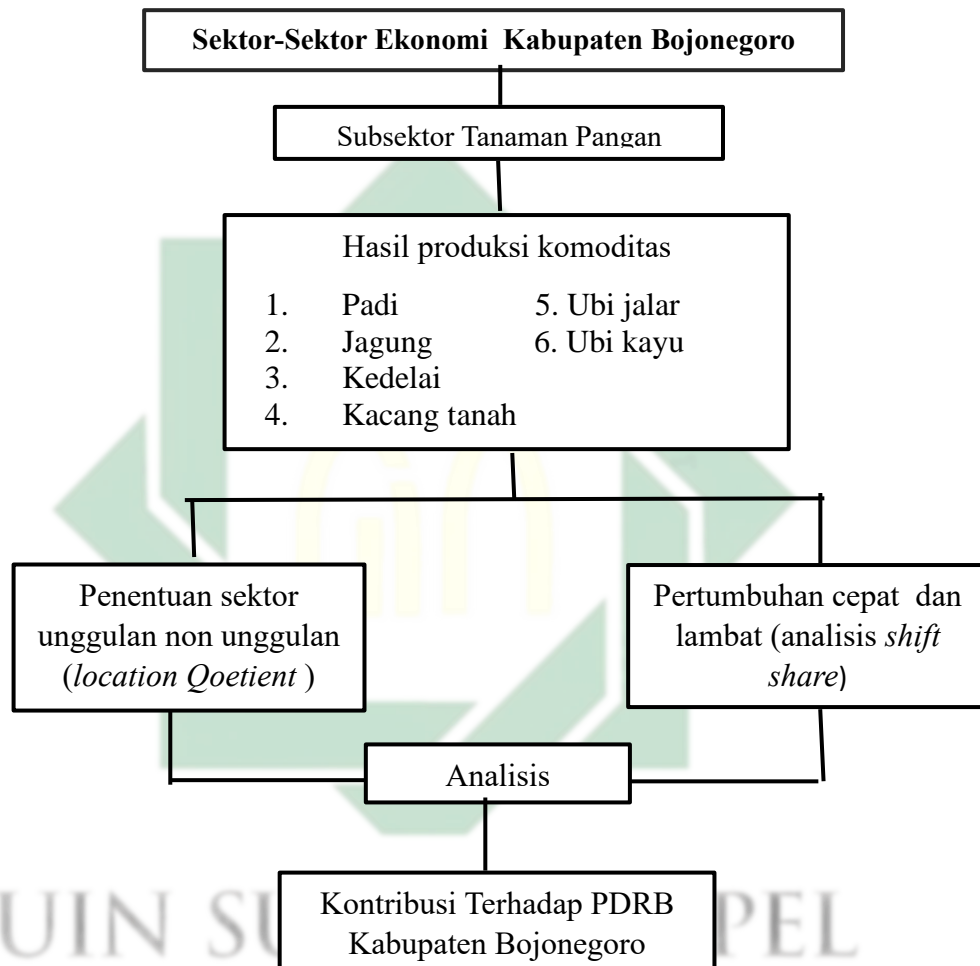 Sektor-Sektor Ekonomi Kabupaten Bojonegoro
Subsektor Tanaman Pangan
Hasil produksi komoditas
1. Padi 5. Ubi jalar
2. Jagung 6. Ubi kayu
3. Kedelai
4. Kacang tanah
Penentuan sektor
unggulan non unggulan
(location Qoetient )
Pertumbuhan cepat dan
lambat (analisis shift
share)
Analisis
Kontribusi Terhadap PDRB
Kabupaten Bojonegoro
UIN